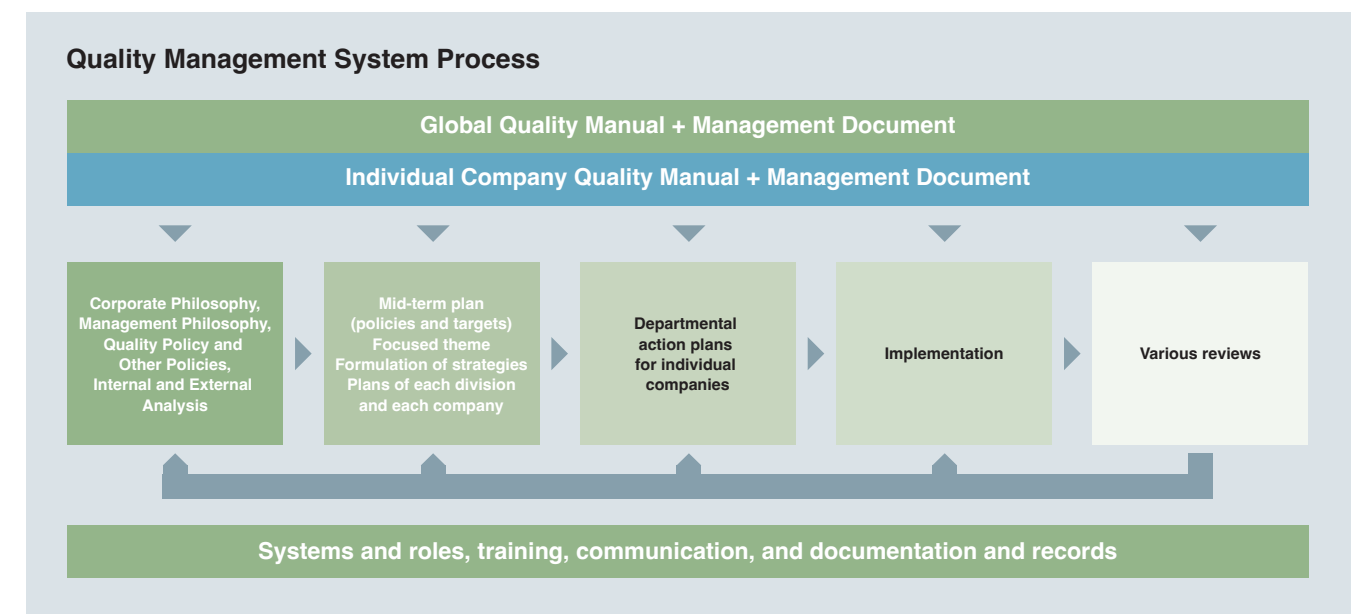 Quality Management System Process
Global Quality Manual + Management Document
Individual Company Quality Manual + Management Document
Corporate Philosophy,
Management Philosophy,
Quality Policy and
Other Policies,
Internal and External
Analysis
Mid-term plan
(policies and targets)
Focused theme
Formulation of strategies
Plans of each division
and each company
Departmental
action plans
for individual
companies
Implementation
Various reviews
Systems and roles, training, communication, and documentation and records